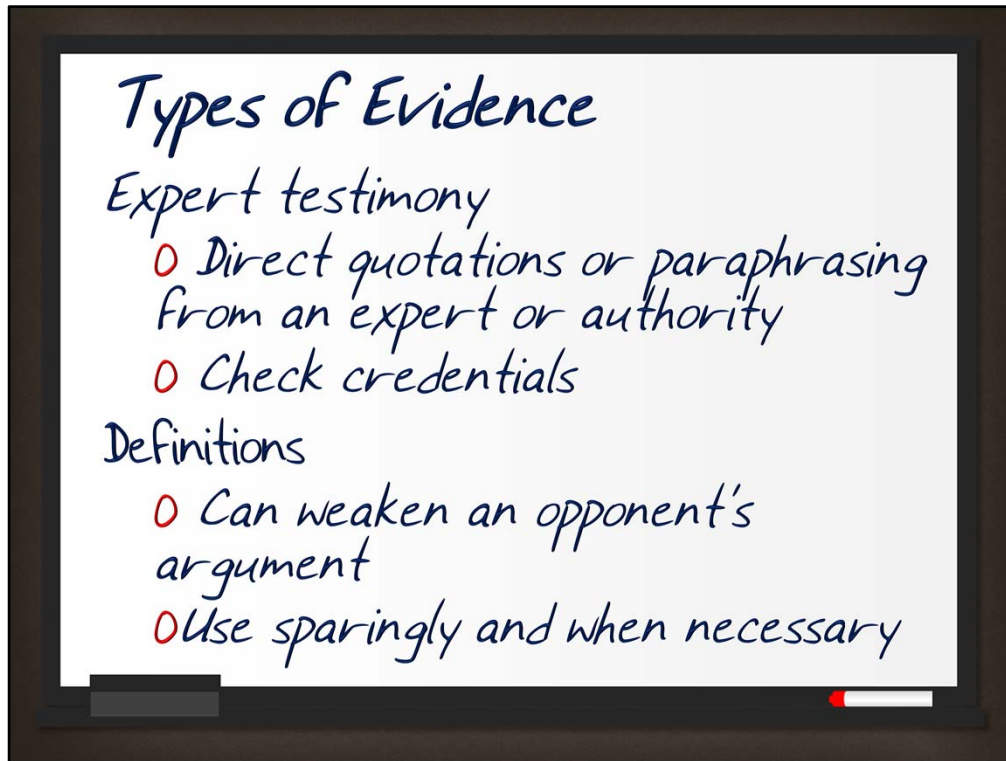 Types of Evidence
Expert testimony
O Direct quotations or paraphrasing
from an expert or authority
O Check credentials
Definitions
O Can weaken an opponent's
argument
OUse sparingly and when necessary